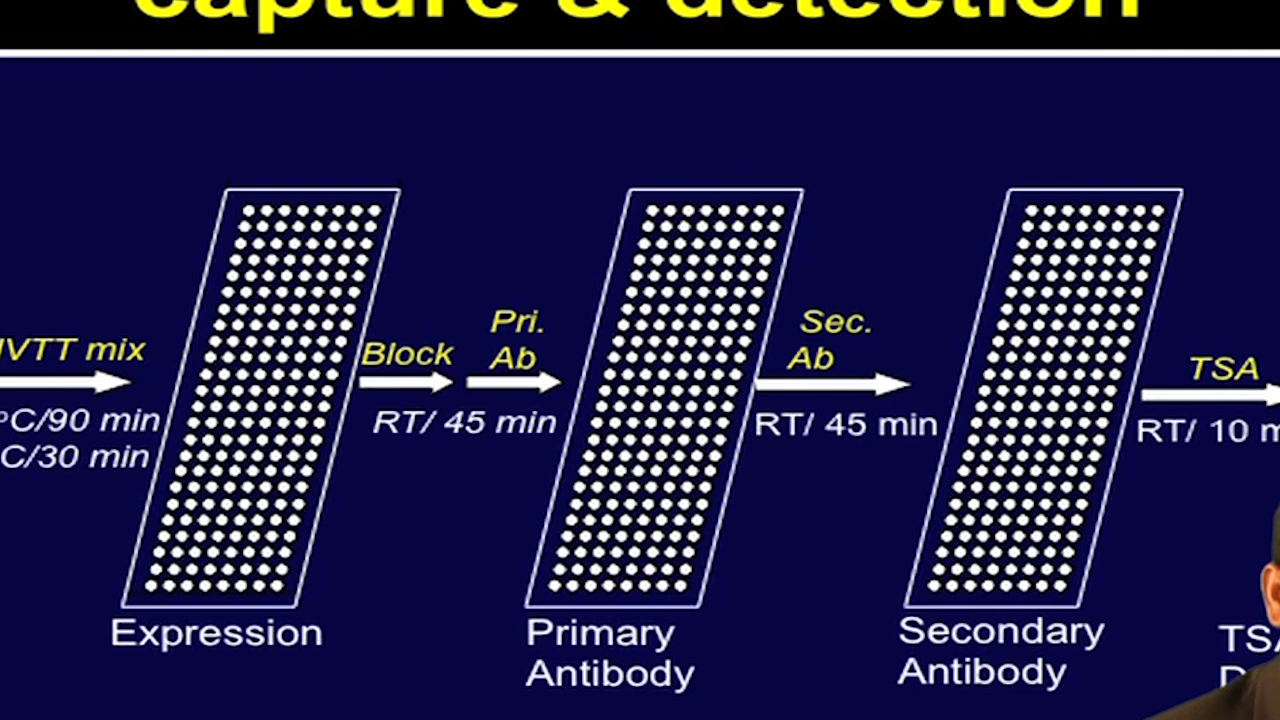 capture & detection
IVTT mix
°C/90 min
C/30 min
Block
Pri.
Ab
RT/ 45 min
Sec.
Ab
RT/ 45 min
TSA
RT/ 10 m
Expression
Primary
Antibody
Secondary
Antibody
TSA
D